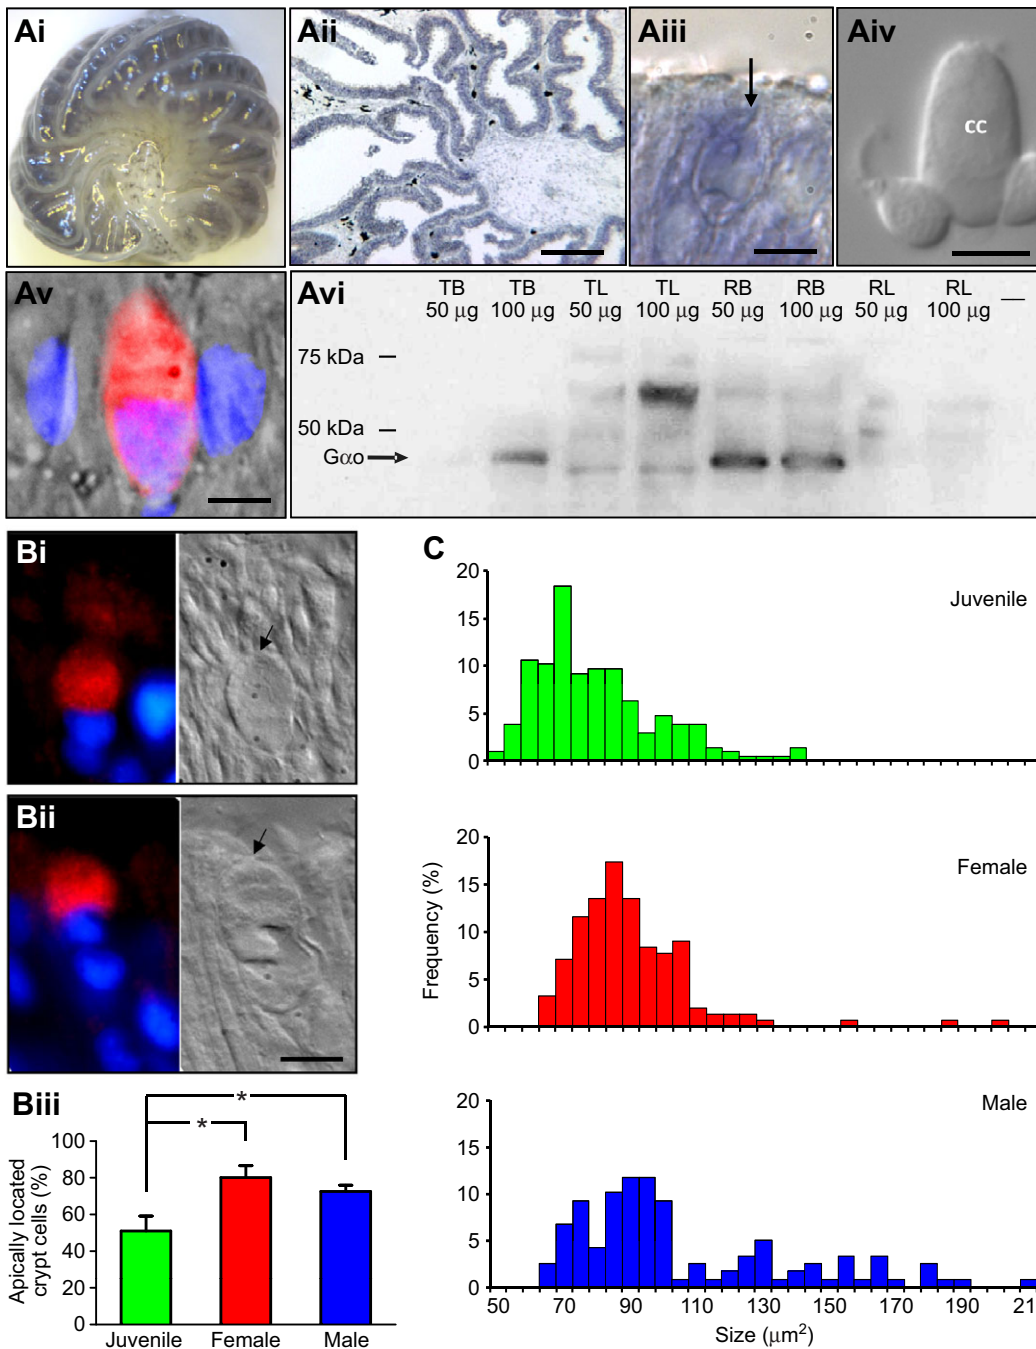 Ai
Aii
Aiii
Aiv
cc
Av
Avi
TB TB TL TL RB RB RL RL —
50 μg 100 μg 50 μg 100 μg 50 μg 100 μg 50 μg 100 μg
75 kDa
50 kDa
Gαo
Bi
Bii
Biii
* *
100
80
60
40
20
0
Apically located
crypt cells (%)
Juvenile Female Male
C
20
15
10
5
0
Juvenile
20
15
10
5
0
Female
Frequency (%)
20
15
10
5
0
Male
50 70 90 110 130 150 170 190 21
Size (μm²)